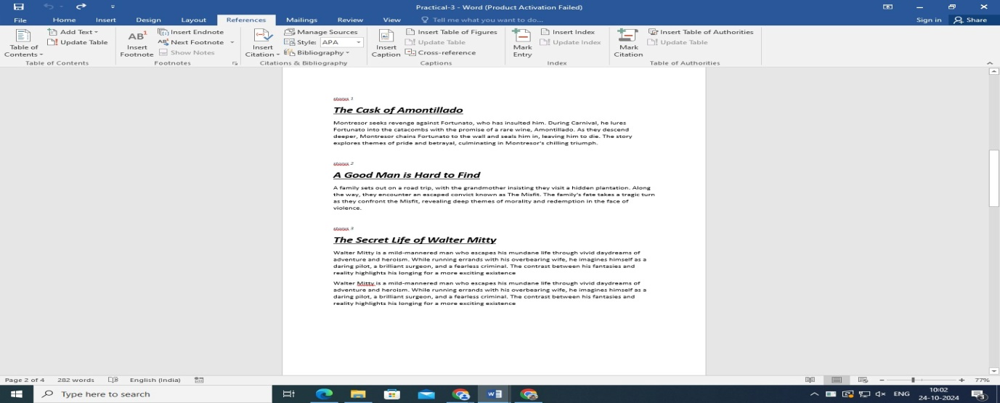 Practical-3 - Word (Product Activation Failed)
File Home Insert Design Layout References Mailings Review View Tell me what you want to do... Sign in Share
Table of Contents
Add Text
Update Table
Table of Contents
AB¹ Insert Footnote
Insert Endnote
Next Footnote
Show Notes
Footnotes
Insert Citation
Manage Sources
Style: APA
Bibliography
Citations & Bibliography
Insert Caption
Insert Table of Figures
Update Table
Cross-reference
Captions
Mark Entry
Insert Index
Update Index
Index
Mark Citation
Insert Table of Authorities
Update Table
Table of Authorities
1
The Cask of Amontillado
Montresor seeks revenge against Fortunato, who has insulted him. During Carnival, he lures
Fortunato into the catacombs with the promise of a rare wine, Amontillado. As they descend
deeper, Montresor chains Fortunato to the wall and seals him in, leaving him to die. The story
explores themes of pride and betrayal, culminating in Montresor's chilling triumph.
2
A Good Man is Hard to Find
A family sets out on a road trip, with the grandmother insisting they visit a hidden plantation. Along
the way, they encounter an escaped convict known as The Misfit. The family's fate takes a tragic turn
as they confront the Misfit, revealing deep themes of morality and redemption in the face of
violence.
3
The Secret Life of Walter Mitty
Walter Mitty is a mild-mannered man who escapes his mundane life through vivid daydreams of
adventure and heroism. While running errands with his overbearing wife, he imagines himself as a
daring pilot, a brilliant surgeon, and a fearless criminal. The contrast between his fantasies and
reality highlights his longing for a more exciting existence
Walter Mitty is a mild-mannered man who escapes his mundane life through vivid daydreams of
adventure and heroism. While running errands with his overbearing wife, he imagines himself as a
daring pilot, a brilliant surgeon, and a fearless criminal. The contrast between his fantasies and
reality highlights his longing for a more exciting existence
Page 2 of 4 282 words English (India) 77%
Type here to search ENG 10:02
24-10-2024 3